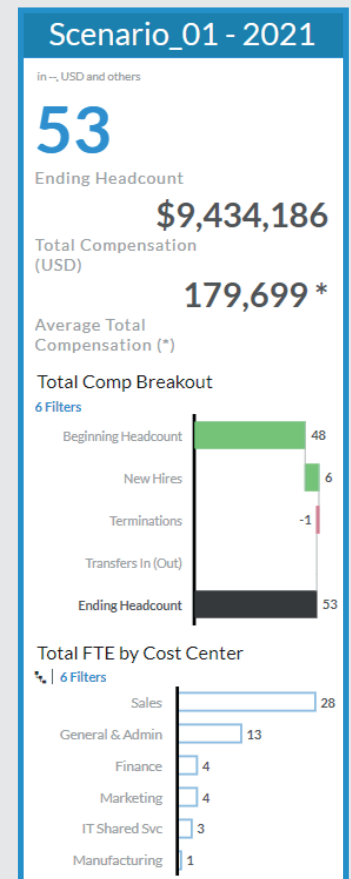 Scenario_01 - 2021
in --, USD and others
53
Ending Headcount
$9,434,186
Total Compensation
(USD)
179,699 *
Average Total
Compensation (*)
Total Comp Breakout
6 Filters
Beginning Headcount 48
New Hires 6
Terminations -1
Transfers In (Out)
Ending Headcount 53
Total FTE by Cost Center
6 Filters
Sales 28
General & Admin 13
Finance 4
Marketing 4
IT Shared Svc 3
Manufacturing 1